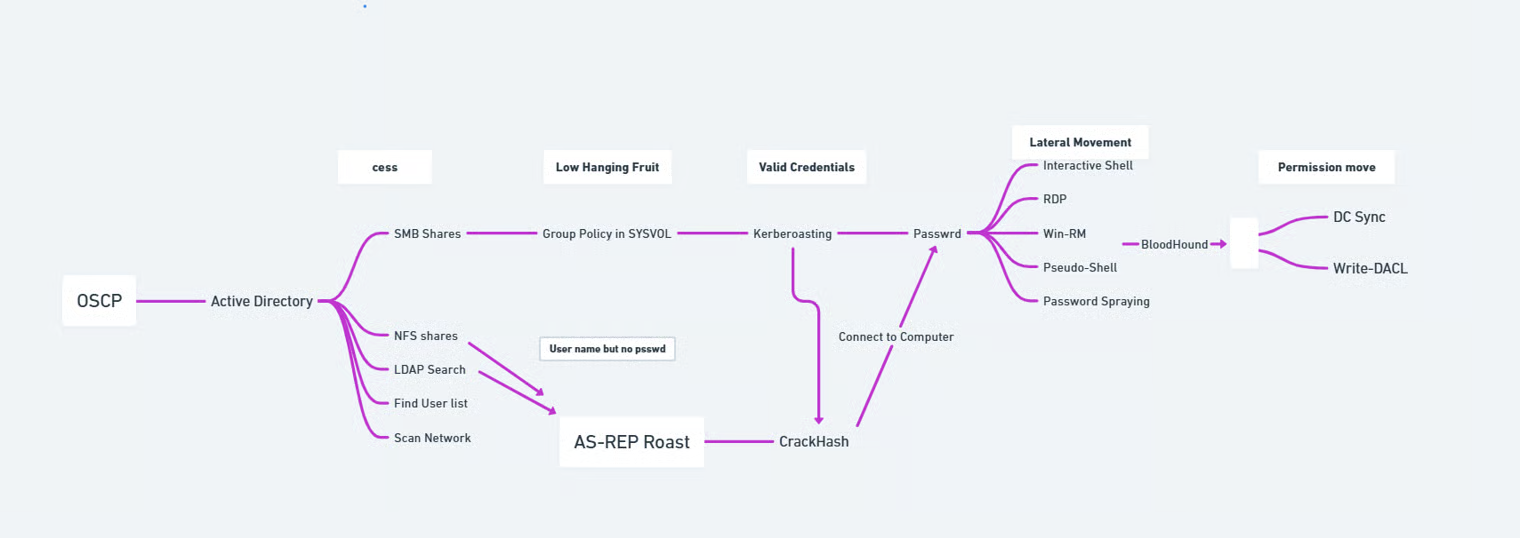 Lateral Movement
cess
Low Hanging Fruit
Valid Credentials
Permission move
Interactive Shell
RDP
DC Sync
SMB Shares
Group Policy in SYSVOL
Kerberoasting
Passwrd
Win-RM
BloodHound
Pseudo-Shell
Write-DACL
OSCP
Active Directory
Password Spraying
NFS shares
Connect to Computer
User name but no psswd
LDAP Search
Find User list
Scan Network
AS-REP Roast
CrackHash